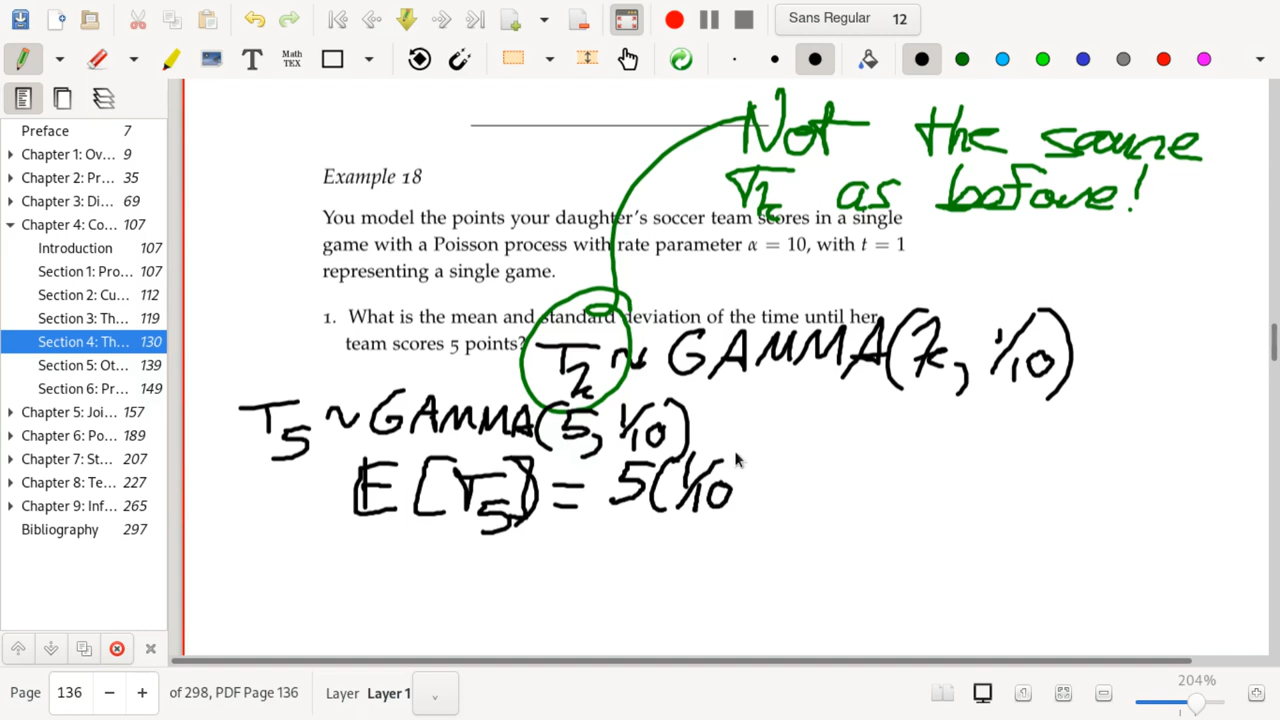 Sans Regular 12
T Math TEX
Preface 7
Chapter 1: Ov... 9
Chapter 2: Pr... 35
Chapter 3: Di... 69
Chapter 4: Co... 107
Introduction 107
Section 1: Pro... 107
Section 2: Cu... 112
Section 3: Th... 119
Section 4: Th... 130
Section 5: Ot... 139
Section 6: Pr... 149
Chapter 5: Joi... 157
Chapter 6: Po... 189
Chapter 7: St... 207
Chapter 8: Te... 227
Chapter 9: Inf... 265
Bibliography 297
Not the same
T_k as before!
Example 18
You model the points your daughter's soccer team scores in a single
game with a Poisson process with rate parameter α = 10, with t = 1
representing a single game.
1. What is the mean and standard deviation of the time until her
team scores 5 points?
T_k ~ GAMMA(k, 1/10)
T_5 ~ GAMMA(5, 1/10)
E[T_5] = 5(1/10
Page 136 of 298, PDF Page 136 Layer Layer 1 204%